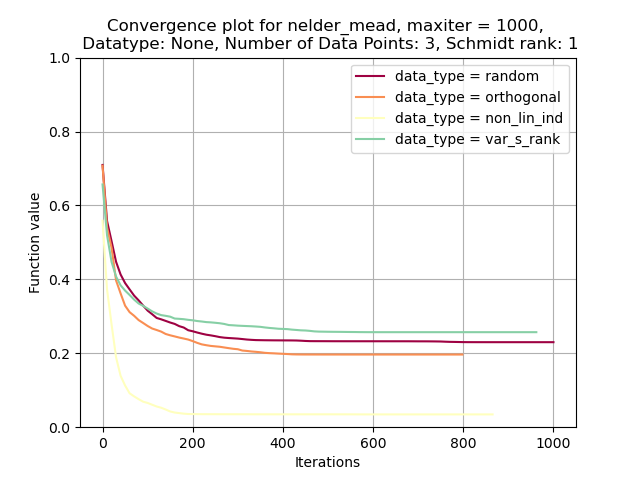 Convergence plot for nelder_mead, maxiter = 1000,
Datatype: None, Number of Data Points: 3, Schmidt rank: 1
data_type = random
data_type = orthogonal
data_type = non_lin_ind
data_type = var_s_rank
Function value
1.0
0.8
0.6
0.4
0.2
0.0
0 200 400 600 800 1000
Iterations